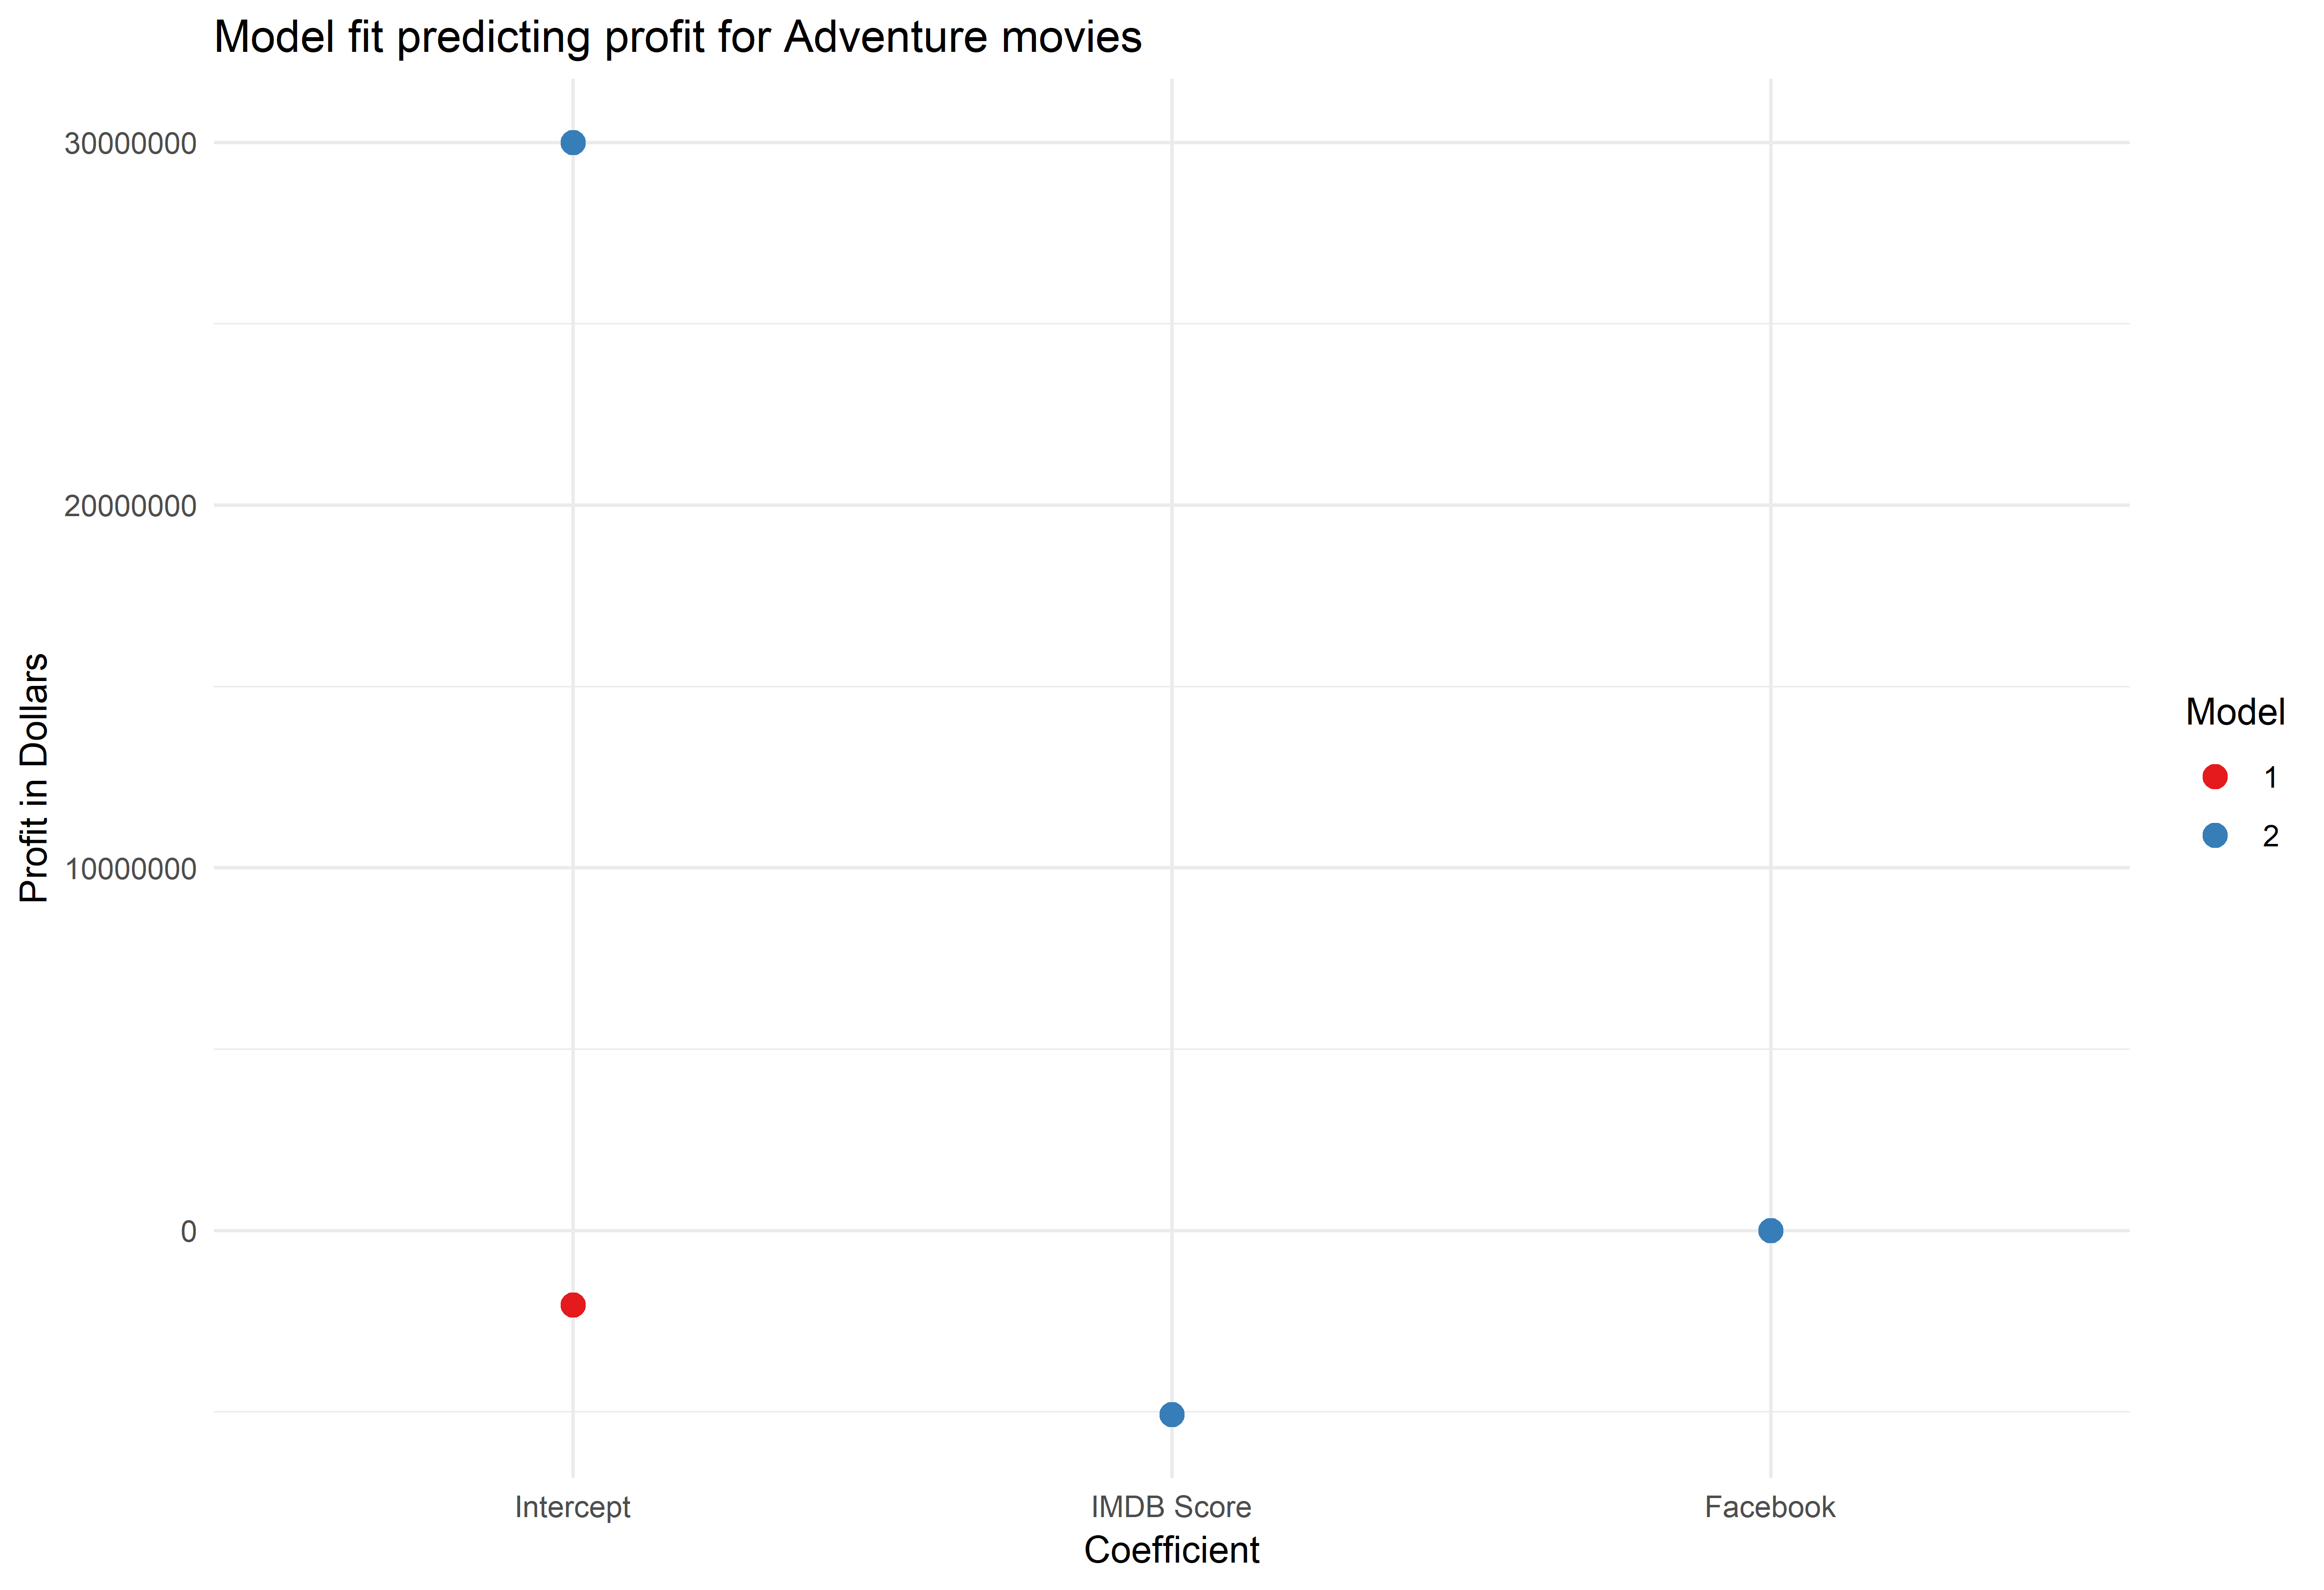 Model fit predicting profit for Adventure movies
Profit in Dollars
30000000
20000000
10000000
0
Intercept
IMDB Score
Facebook
Coefficient
Model
1
2